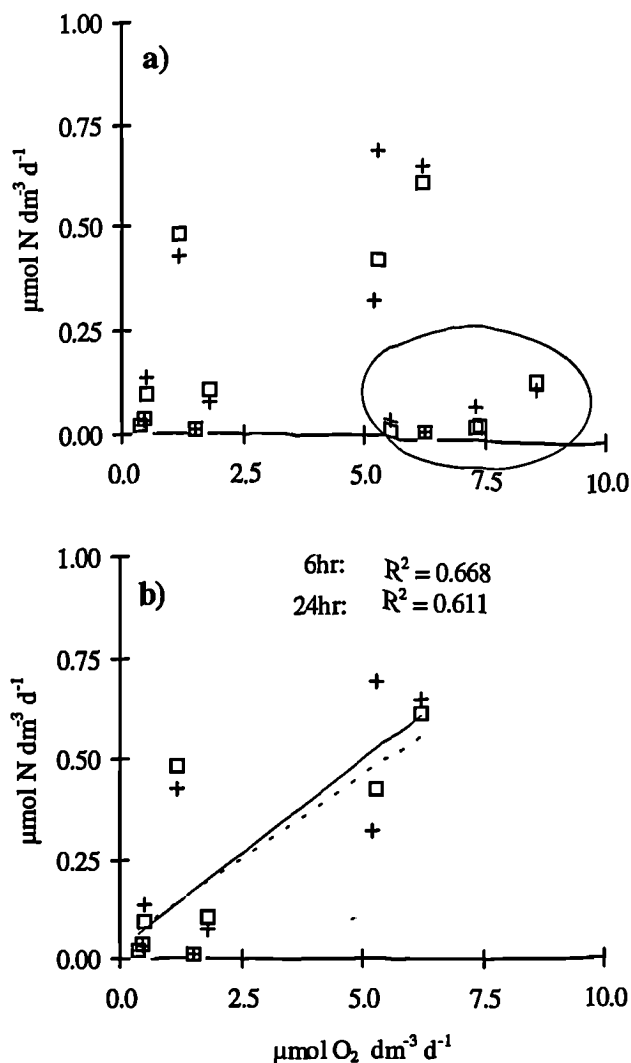 1.00
a)
0.75
0.50
0.25
0.00
µmol N dm⁻³ d⁻¹
0.0 2.5 5.0 7.5 10.0
1.00
b)
6hr: R² = 0.668
24hr: R² = 0.611
0.75
0.50
0.25
0.00
µmol N dm⁻³ d⁻¹
0.0 2.5 5.0 7.5 10.0
µmol O₂ dm⁻³ d⁻¹